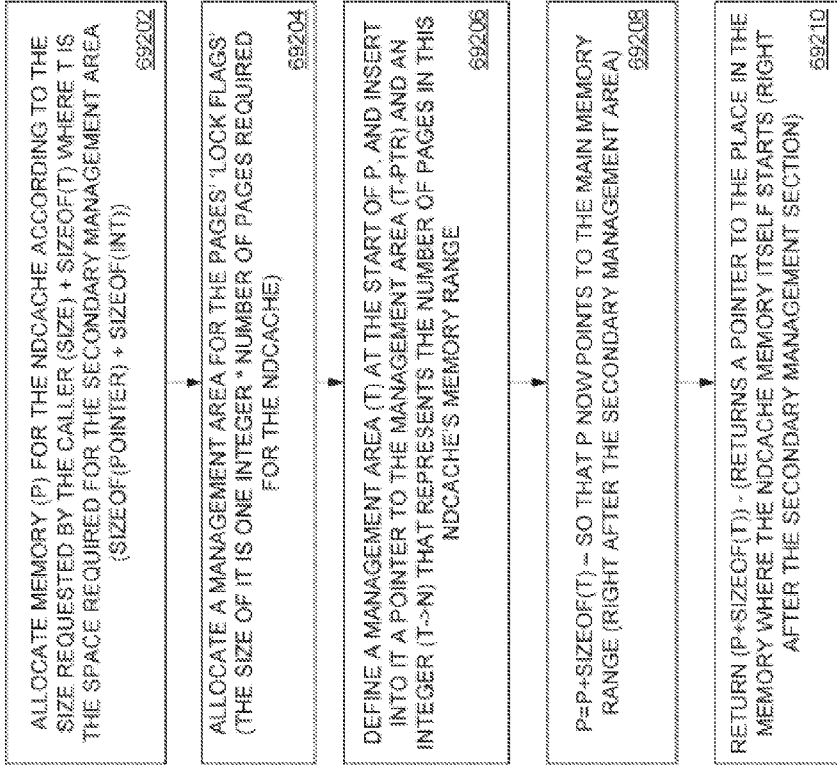 ALLOCATE MEMORY (P) FOR THE NDCACHE ACCORDING TO THE
SIZE REQUESTED BY THE CALLER (SIZE) + SIZEOF(T) WHERE T IS
THE SPACE REQUIRED FOR THE SECONDARY MANAGEMENT AREA
(SIZEOF(POINTER) + SIZEOF(INT))
69202
ALLOCATE A MANAGEMENT AREA FOR THE PAGES' 'LOCK FLAGS'
(THE SIZE OF IT IS ONE INTEGER * NUMBER OF PAGES REQUIRED
FOR THE NDCACHE)
69204
DEFINE A MANAGEMENT AREA (T) AT THE START OF P, AND INSERT
INTO IT A POINTER TO THE MANAGEMENT AREA (T-PTR) AND AN
INTEGER (T->N) THAT REPRESENTS THE NUMBER OF PAGES IN THIS
NDCACHE'S MEMORY RANGE
69206
P=P+SIZEOF(T) – SO THAT P NOW POINTS TO THE MAIN MEMORY
RANGE (RIGHT AFTER THE SECONDARY MANAGEMENT AREA)
69208
RETURN (P+SIZEOF(T)) - (RETURNS A POINTER TO THE PLACE IN THE
MEMORY WHERE THE NDCACHE MEMORY ITSELF STARTS (RIGHT
AFTER THE SECONDARY MANAGEMENT SECTION)
69210